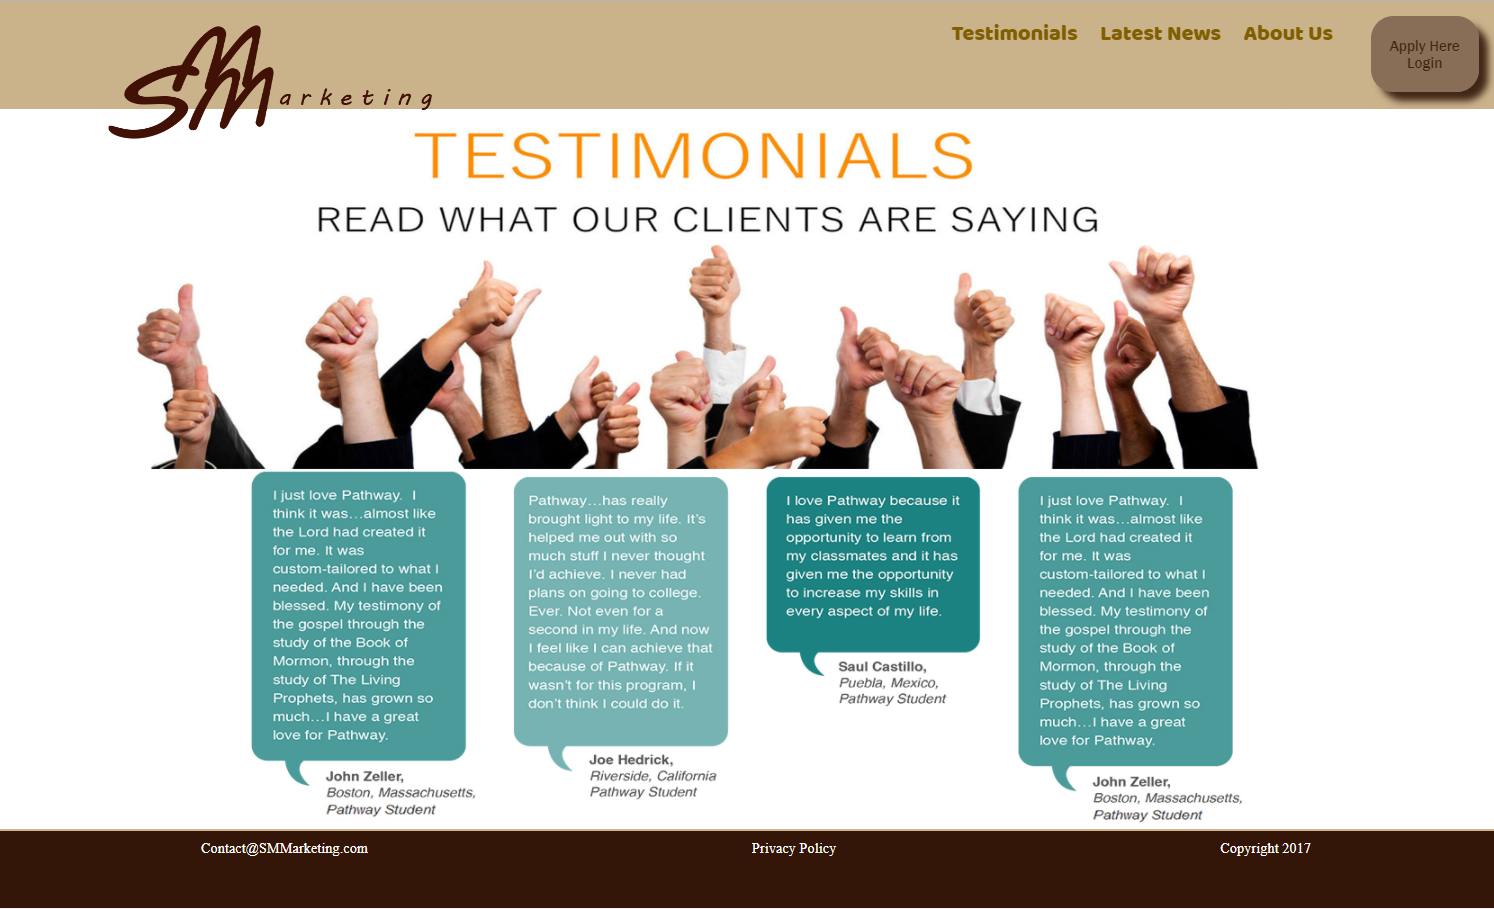 SMMarketing
Testimonials Latest News About Us
Apply Here
Login
TESTIMONIALS
READ WHAT OUR CLIENTS ARE SAYING
I just love Pathway. I
think it was...almost like
the Lord had created it
for me. It was
custom-tailored to what I
needed. And I have been
blessed. My testimony of
the gospel through the
study of the Book of
Mormon, through the
study of The Living
Prophets, has grown so
much...I have a great
love for Pathway.
John Zeller,
Boston, Massachusetts,
Pathway Student
Pathway...has really
brought light to my life. It's
helped me out with so
much stuff I never thought
I'd achieve. I never had
plans on going to college.
Ever. Not even for a
second in my life. And now
I feel like I can achieve that
because of Pathway. If it
wasn't for this program, I
don't think I could do it.
Joe Hedrick,
Riverside, California
Pathway Student
I love Pathway because it
has given me the
opportunity to learn from
my classmates and it has
given me the opportunity
to increase my skills in
every aspect of my life.
Saul Castillo,
Puebla, Mexico,
Pathway Student
I just love Pathway. I
think it was...almost like
the Lord had created it
for me. It was
custom-tailored to what I
needed. And I have been
blessed. My testimony of
the gospel through the
study of the Book of
Mormon, through the
study of The Living
Prophets, has grown so
much...I have a great
love for Pathway.
John Zeller,
Boston, Massachusetts,
Pathway Student
Contact@SMMarketing.com Privacy Policy Copyright 2017